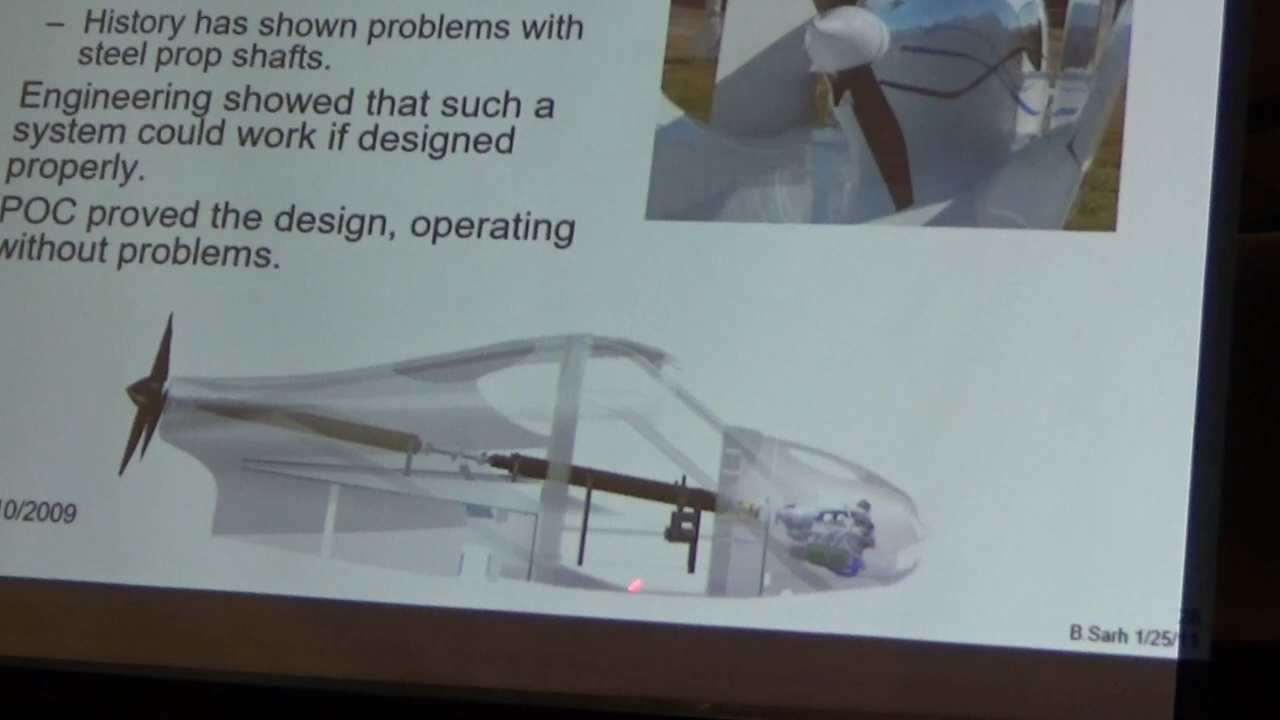 – History has shown problems with
steel prop shafts.
Engineering showed that such a
system could work if designed
properly.
POC proved the design, operating
without problems.
0/2009
B.Sarh 1/25/